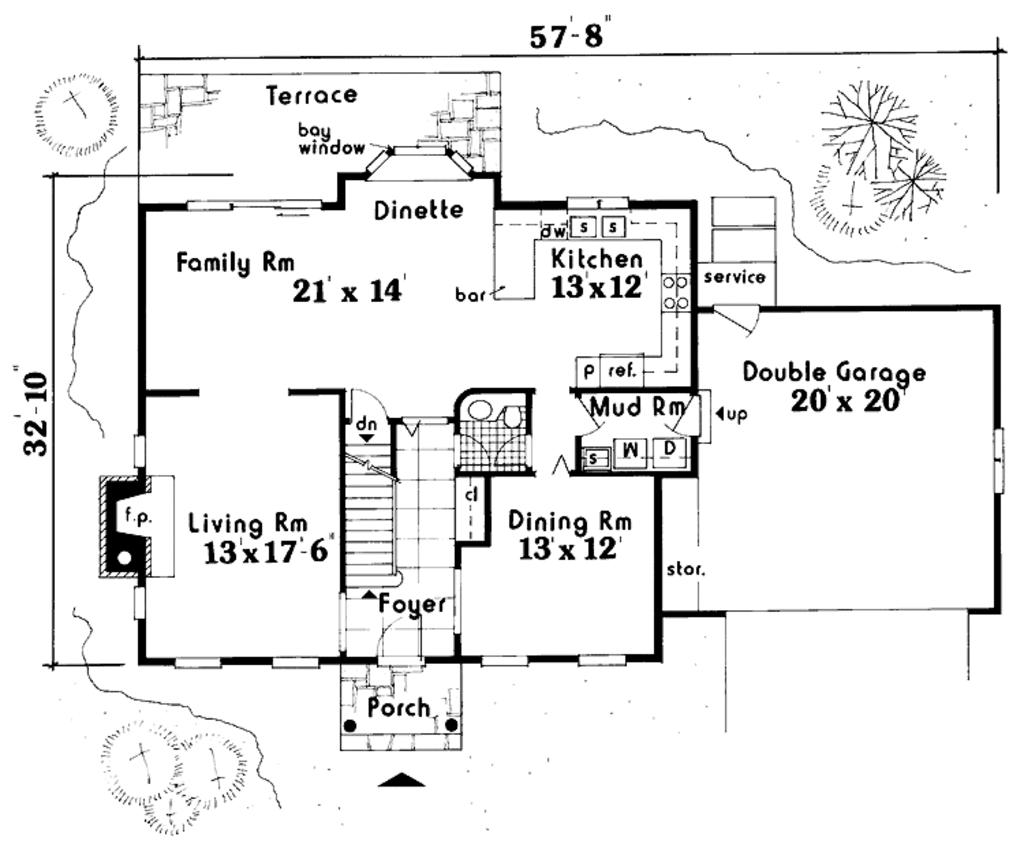 57'-8"
Terrace
bay
window
Dinette
dw
s
s
Family Rm
21' x 14'
Kitchen
13' x 12'
bar
service
32'-10"
P
ref.
Double Garage
20' x 20'
Mud Rm
up
dn
s
W
D
cl
f.p.
Living Rm
13' x 17'-6"
Dining Rm
13' x 12'
stor.
Foyer
Porch